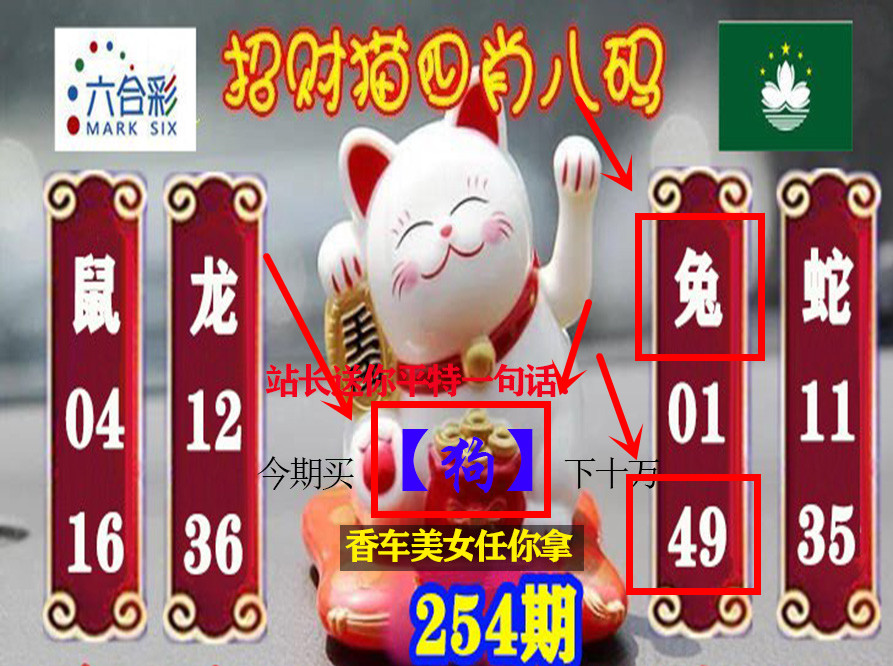 招财猫四肖八码
六合彩
MARK SIX
鼠
04
16
龙
12
36
兔
01
49
蛇
11
35
站长送你平特一句话
今期买【狗】下十万
香车美女任你拿
254期